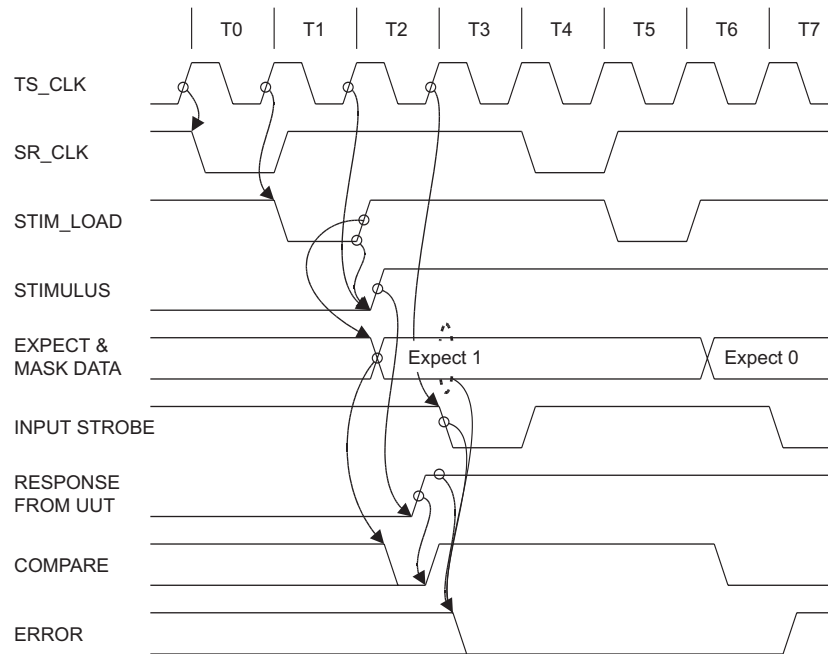 T0 T1 T2 T3 T4 T5 T6 T7
TS_CLK
SR_CLK
STIM_LOAD
STIMULUS
EXPECT &
MASK DATA
Expect 1 Expect 0
INPUT STROBE
RESPONSE
FROM UUT
COMPARE
ERROR